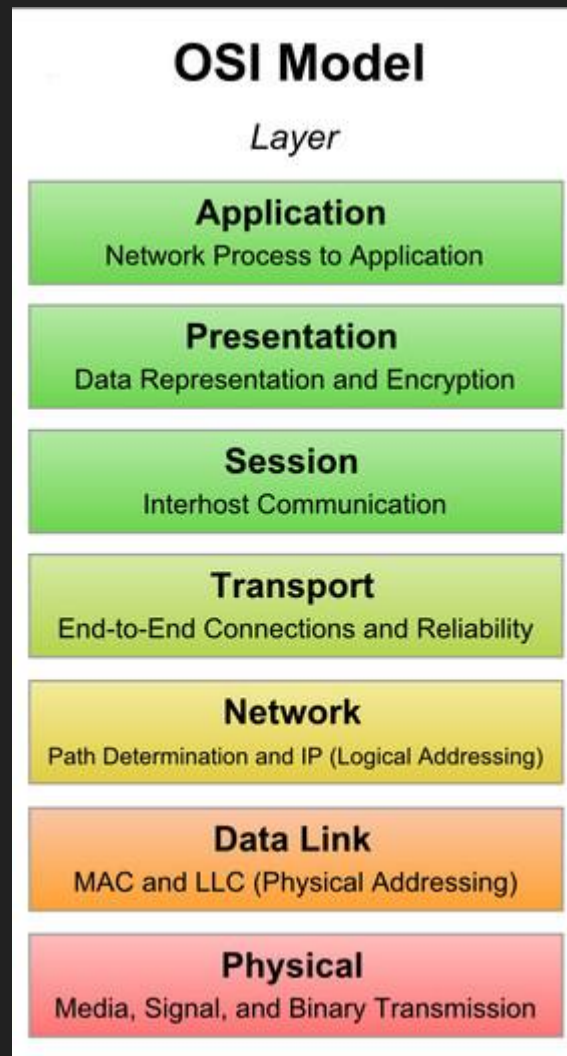 OSI Model
Layer
Application
Network Process to Application
Presentation
Data Representation and Encryption
Session
Interhost Communication
Transport
End-to-End Connections and Reliability
Network
Path Determination and IP (Logical Addressing)
Data Link
MAC and LLC (Physical Addressing)
Physical
Media, Signal, and Binary Transmission